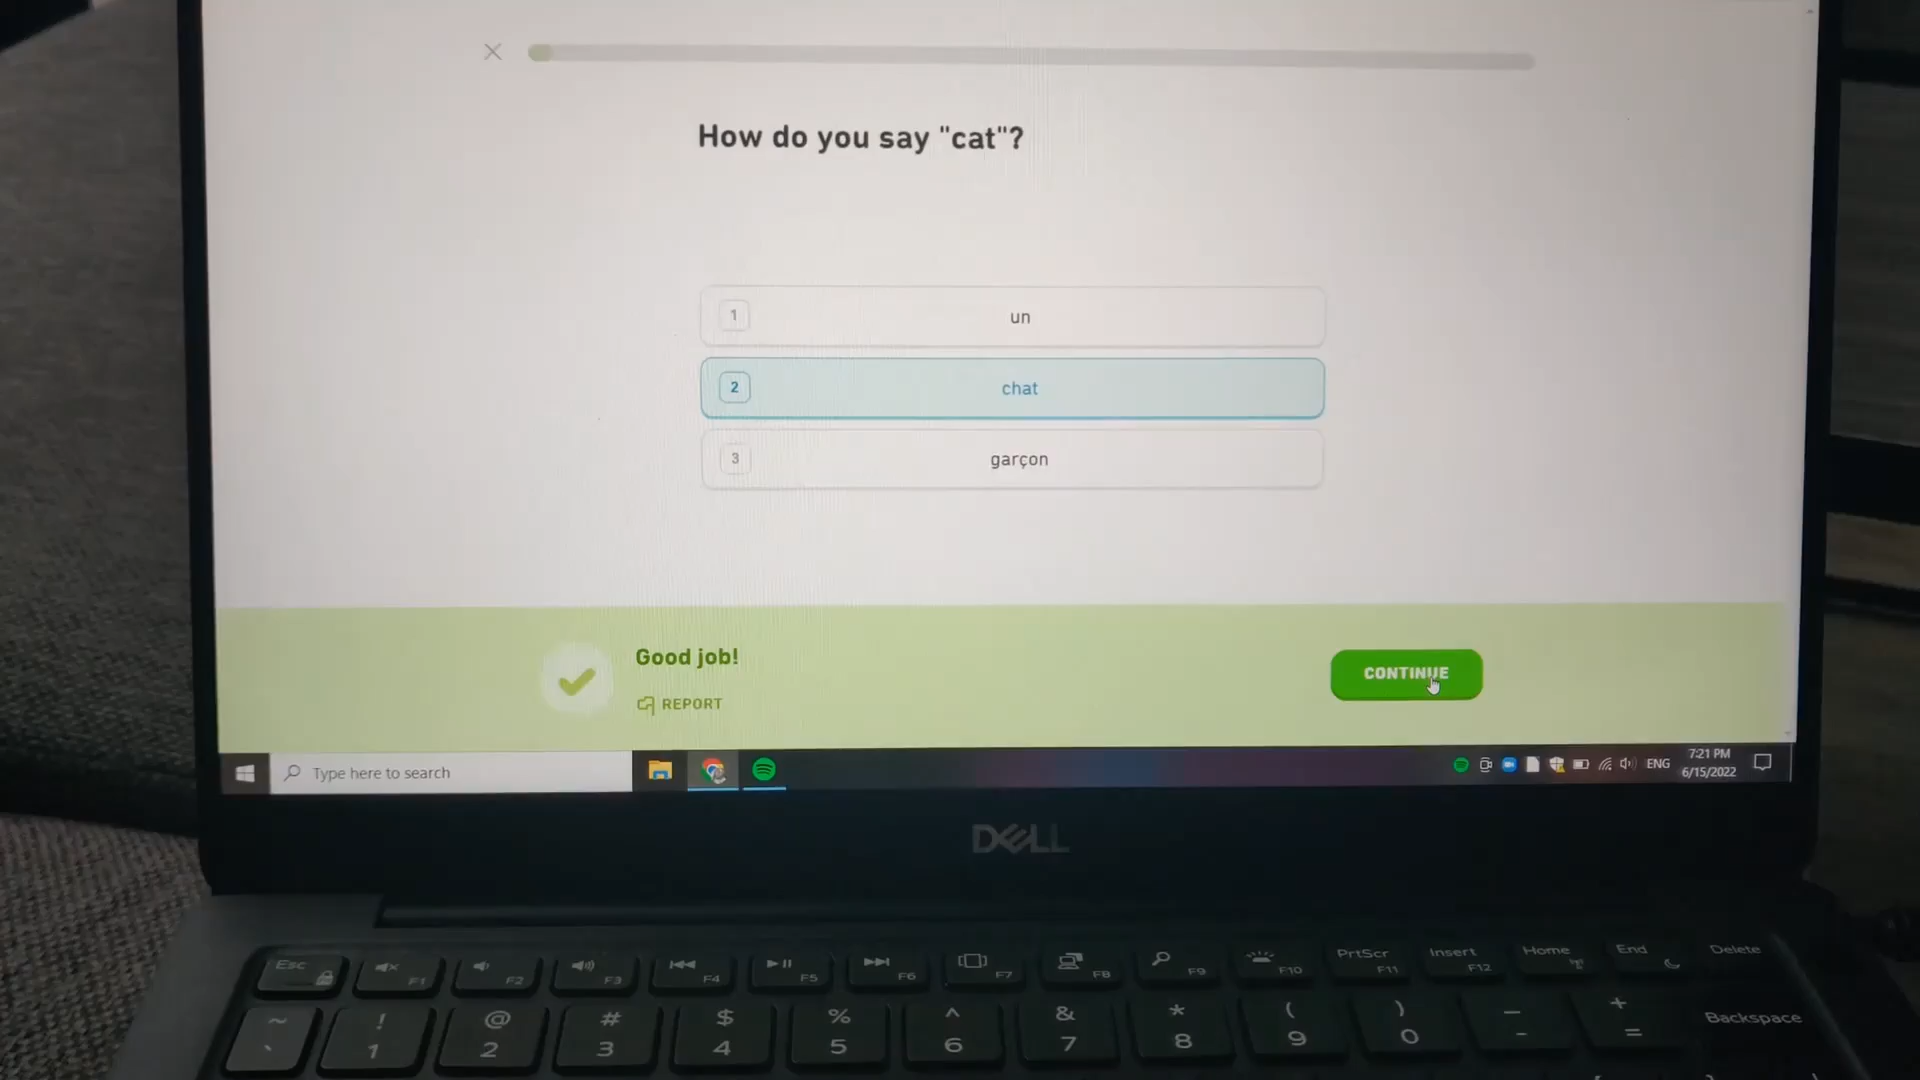 How do you say "cat"?
1 un
2 chat
3 garçon
Good job!
REPORT
CONTINUE
Type here to search
ENG
7:21 PM
6/15/2022
DELL
Esc
F1
F2
F3
F4
F5
F6
F7
F8
F9
F10
PrtScr F11
Insert F12
Home
End
Delete
~ `
! 1
@ 2
# 3
$ 4
% 5
^ 6
& 7
* 8
( 9
) 0
_ -
+ =
Backspace